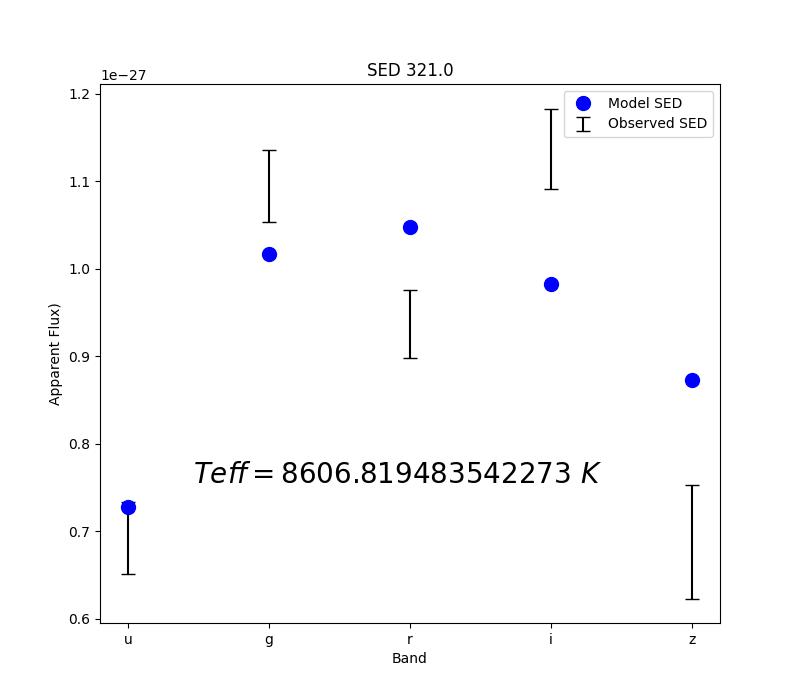 SED 321.0
1e−27
1.2
1.1
1.0
0.9
0.8
0.7
0.6
Apparent Flux)
Model SED
Observed SED
Teff = 8606.819483542273 K
u g r i z
Band